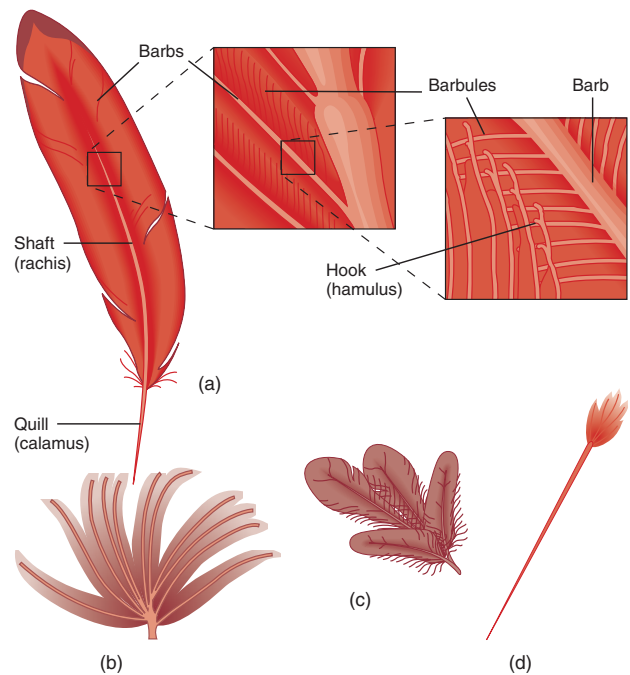 Barbs
Barbules
Barb
Shaft
(rachis)
Hook
(hamulus)
(a)
Quill
(calamus)
(c)
(b)
(d)